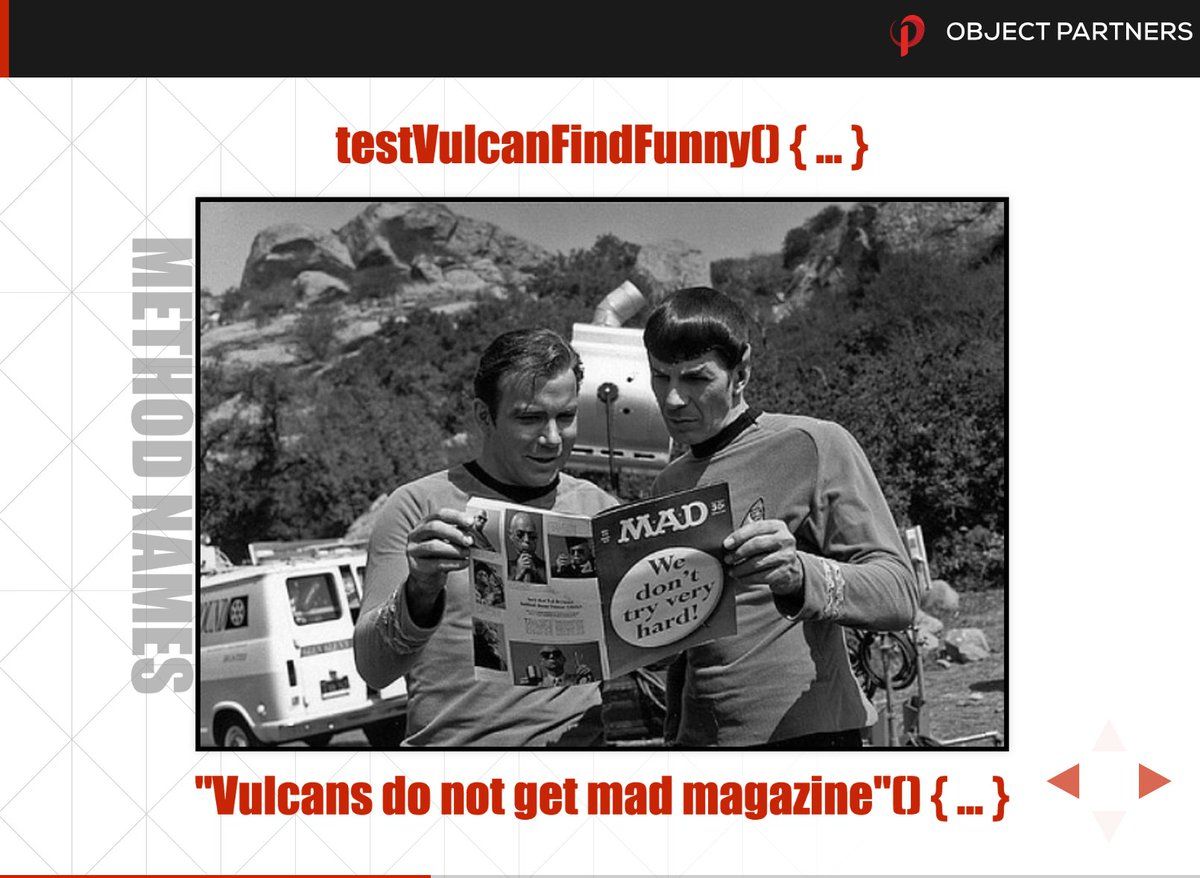 OBJECT PARTNERS
testVulcanFindFunny() { ... }
METHOD NAMES
MAD
We
don't
try very
hard!
"Vulcans do not get mad magazine"() { ... }